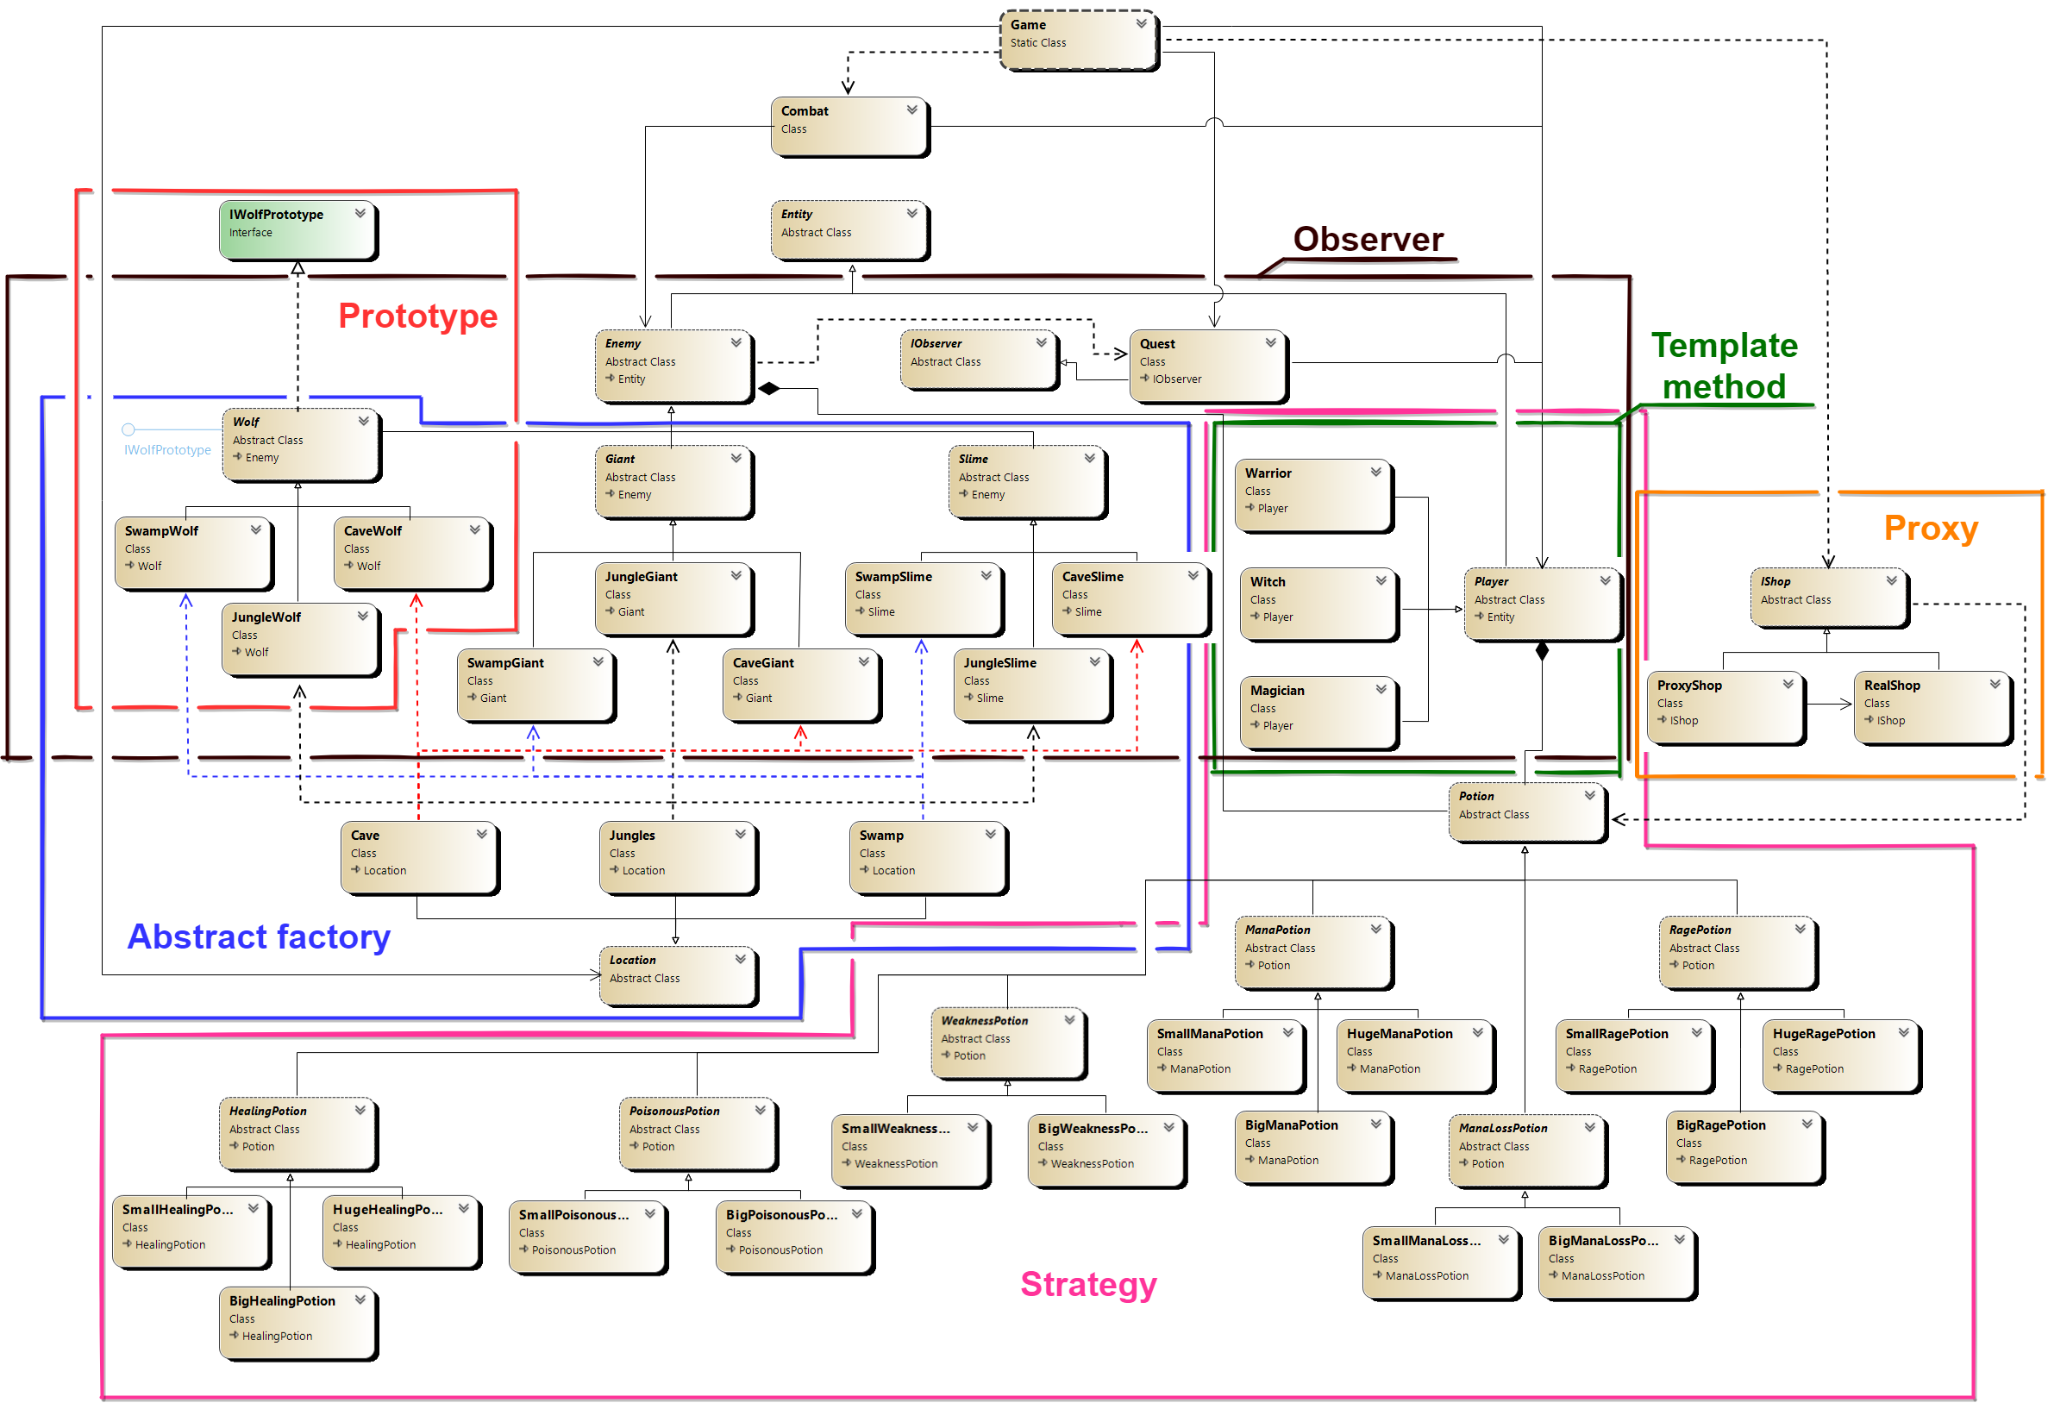 Game
Static Class
Combat
Class
IWolfPrototype
Interface
Entity
Abstract Class
Observer
Prototype
Enemy
Abstract Class
Entity
IObserver
Abstract Class
Quest
Class
IObserver
Template
method
Wolf
Abstract Class
Enemy
IWolfPrototype
Giant
Abstract Class
Enemy
Slime
Abstract Class
Enemy
Warrior
Class
Player
Proxy
SwampWolf
Class
Wolf
CaveWolf
Class
Wolf
JungleGiant
Class
Giant
SwampSlime
Class
Slime
CaveSlime
Class
Slime
Witch
Class
Player
Player
Abstract Class
Entity
IShop
Abstract Class
JungleWolf
Class
Wolf
SwampGiant
Class
Giant
CaveGiant
Class
Giant
JungleSlime
Class
Slime
Magician
Class
Player
ProxyShop
Class
IShop
RealShop
Class
IShop
Potion
Abstract Class
Cave
Class
Location
Jungles
Class
Location
Swamp
Class
Location
Abstract factory
Location
Abstract Class
ManaPotion
Abstract Class
Potion
RagePotion
Abstract Class
Potion
WeaknessPotion
Abstract Class
Potion
SmallManaPotion
Class
ManaPotion
HugeManaPotion
Class
ManaPotion
SmallRagePotion
Class
RagePotion
HugeRagePotion
Class
RagePotion
HealingPotion
Abstract Class
Potion
PoisonousPotion
Abstract Class
Potion
SmallWeakness...
Class
WeaknessPotion
BigWeaknessPo...
Class
WeaknessPotion
BigManaPotion
Class
ManaPotion
ManaLossPotion
Abstract Class
Potion
BigRagePotion
Class
RagePotion
SmallHealingPo...
Class
HealingPotion
HugeHealingPo...
Class
HealingPotion
SmallPoisonous...
Class
PoisonousPotion
BigPoisonousPo...
Class
PoisonousPotion
SmallManaLoss...
Class
ManaLossPotion
BigManaLossPo...
Class
ManaLossPotion
Strategy
BigHealingPotion
Class
HealingPotion